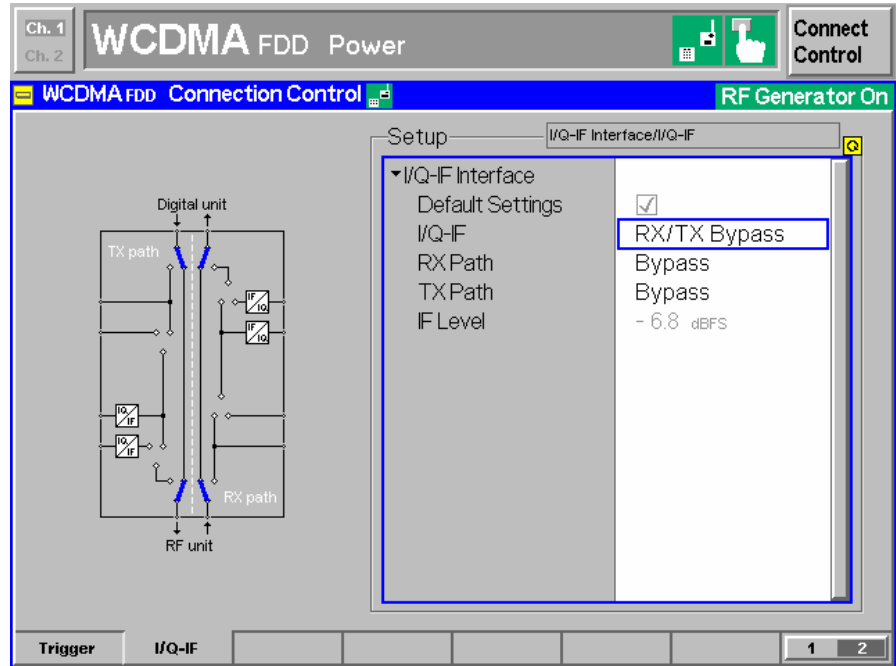 Ch. 1
Ch. 2
WCDMA FDD Power
Connect
Control
WCDMA FDD Connection Control
RF Generator On
Setup
I/Q-IF Interface/I/Q-IF
I/Q-IF Interface
Default Settings
I/Q-IF RX/TX Bypass
RX Path Bypass
TX Path Bypass
IF Level - 6.8 dBFS
Digital unit
TX path
IF/IQ
IF/IQ
IQ/IF
IQ/IF
RX path
RF unit
Trigger I/Q-IF 1 2